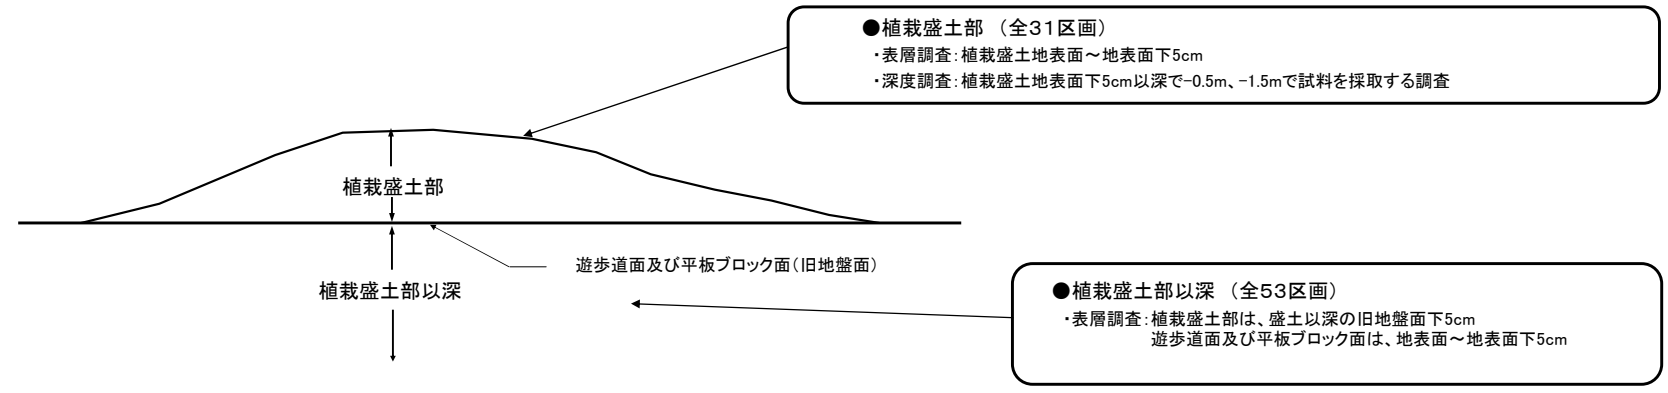 ●植栽盛土部 （全31区画）
・表層調査：植栽盛土地表面～地表面下5cm
・深度調査：植栽盛土地表面下5cm以深で-0.5m、-1.5mで試料を採取する調査
植栽盛土部
遊歩道面及び平板ブロック面（旧地盤面）
植栽盛土部以深
●植栽盛土部以深 （全53区画）
・表層調査：植栽盛土部は、盛土以深の旧地盤面下5cm
遊歩道面及び平板ブロック面は、地表面～地表面下5cm